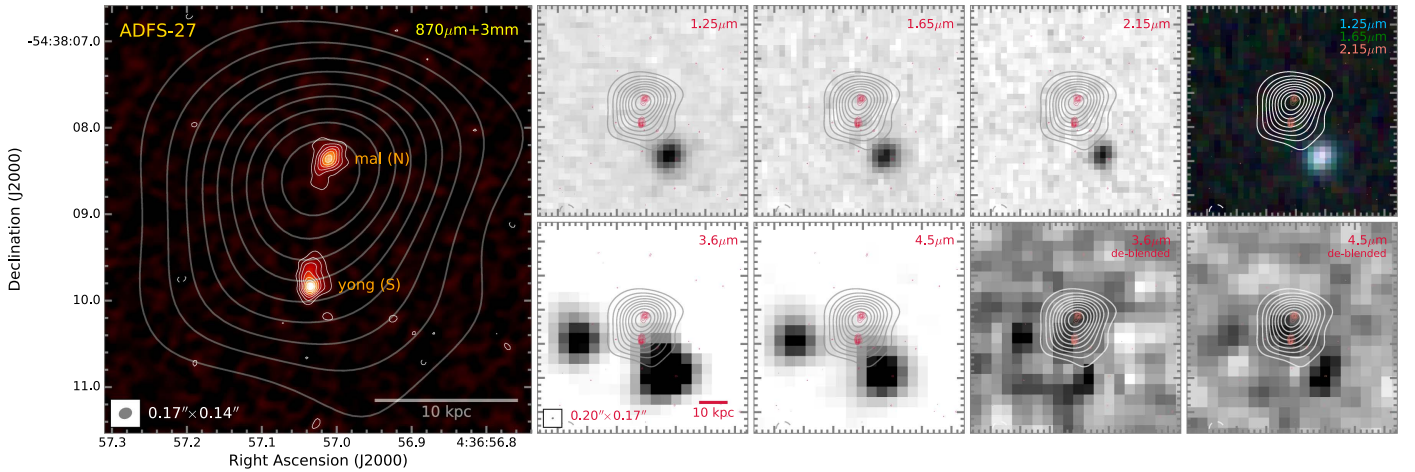 ADFS-27
870μm+3mm
mal (N)
yong (S)
0.17″×0.14″
10 kpc
-54:38:07.0
08.0
09.0
10.0
11.0
Declination (J2000)
57.3 57.2 57.1 57.0 56.9 4:36:56.8
Right Ascension (J2000)
1.25μm
1.65μm
2.15μm
1.25μm
1.65μm
2.15μm
3.6μm
0.20″×0.17″
10 kpc
4.5μm
3.6μm
de-blended
4.5μm
de-blended